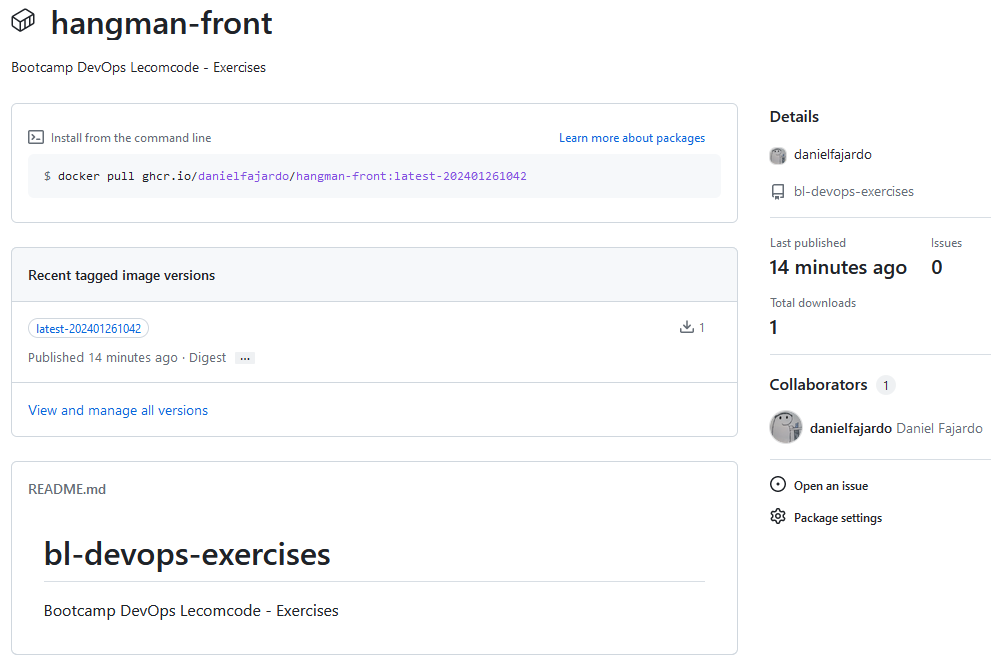 hangman-front
Bootcamp DevOps Lecomcode - Exercises
Install from the command line
Learn more about packages
$ docker pull ghcr.io/danielfajardo/hangman-front:latest-202401261042
Recent tagged image versions
latest-202401261042
1
Published 14 minutes ago · Digest ...
View and manage all versions
README.md
bl-devops-exercises
Bootcamp DevOps Lecomcode - Exercises
Details
danielfajardo
bl-devops-exercises
Last published
Issues
14 minutes ago
0
Total downloads
1
Collaborators 1
danielfajardo Daniel Fajardo
Open an issue
Package settings